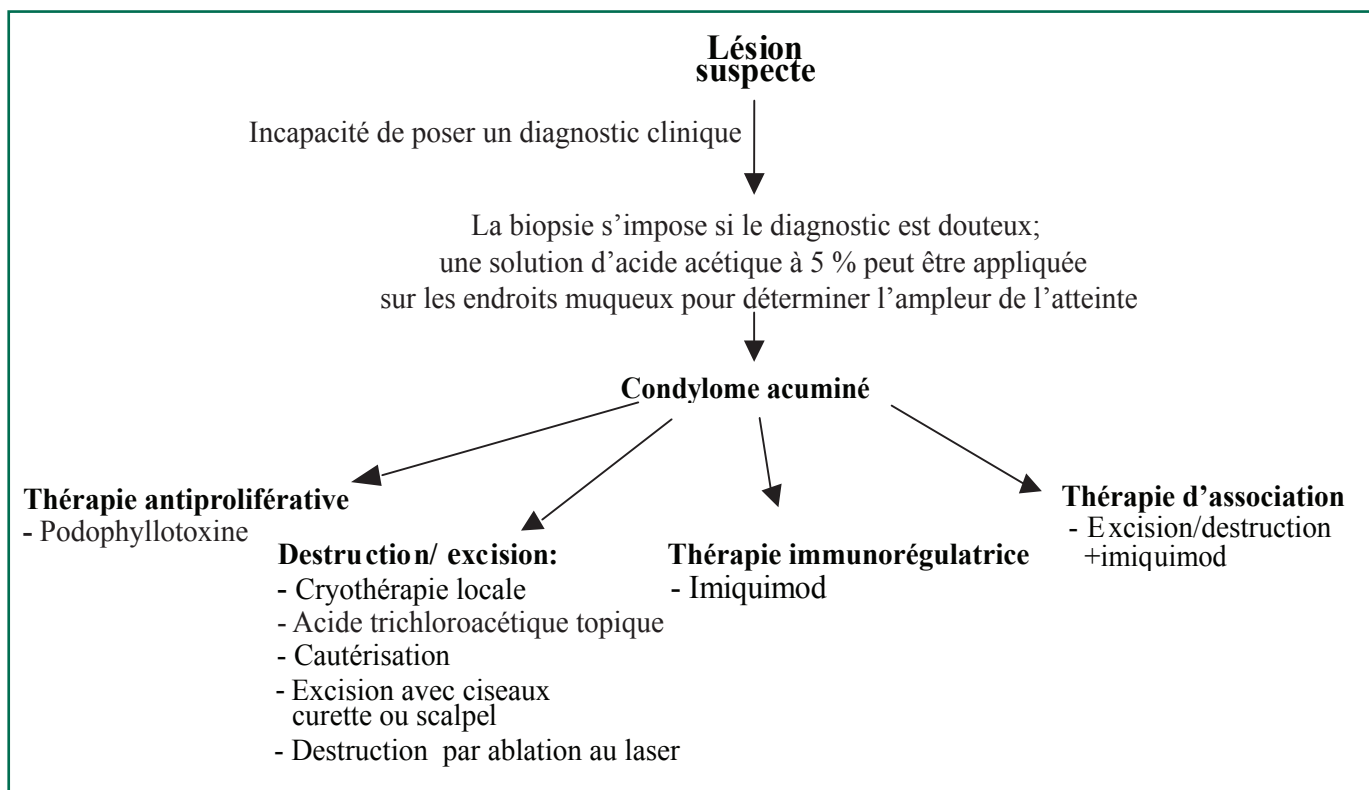 Lésion
suspecte
Incapacité de poser un diagnostic clinique
La biopsie s’impose si le diagnostic est douteux;
une solution d’acide acétique à 5 % peut être appliquée
sur les endroits muqueux pour déterminer l’ampleur de l’atteinte
Condylome acuminé
Thérapie antiproliférative
- Podophyllotoxine
Destruction/ excision:
- Cryothérapie locale
- Acide trichloroacétique topique
- Cautérisation
- Excision avec ciseaux
curette ou scalpel
- Destruction par ablation au laser
Thérapie immunorégulatrice
- Imiquimod
Thérapie d’association
- Excision/destruction
+imiquimod